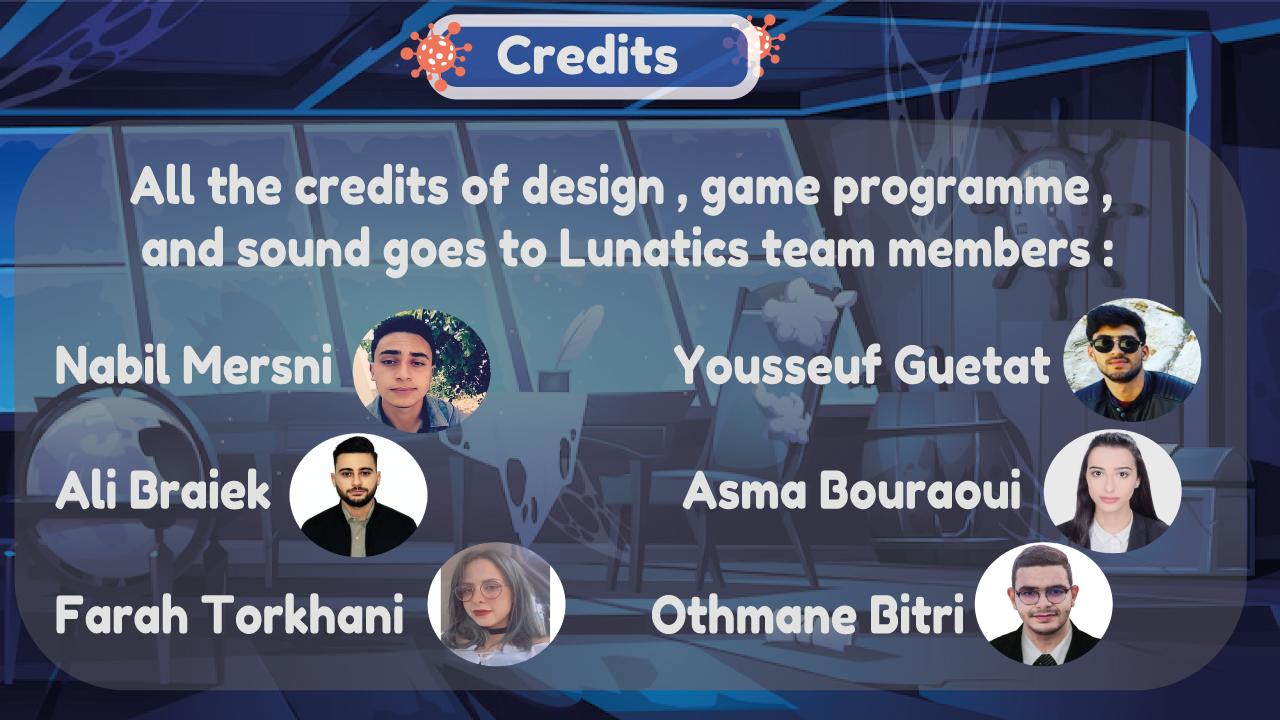 Credits
All the credits of design , game programme ,
and sound goes to Lunatics team members :
Nabil Mersni
Yousseuf Guetat
Ali Braiek
Asma Bouraoui
Farah Torkhani
Othmane Bitri